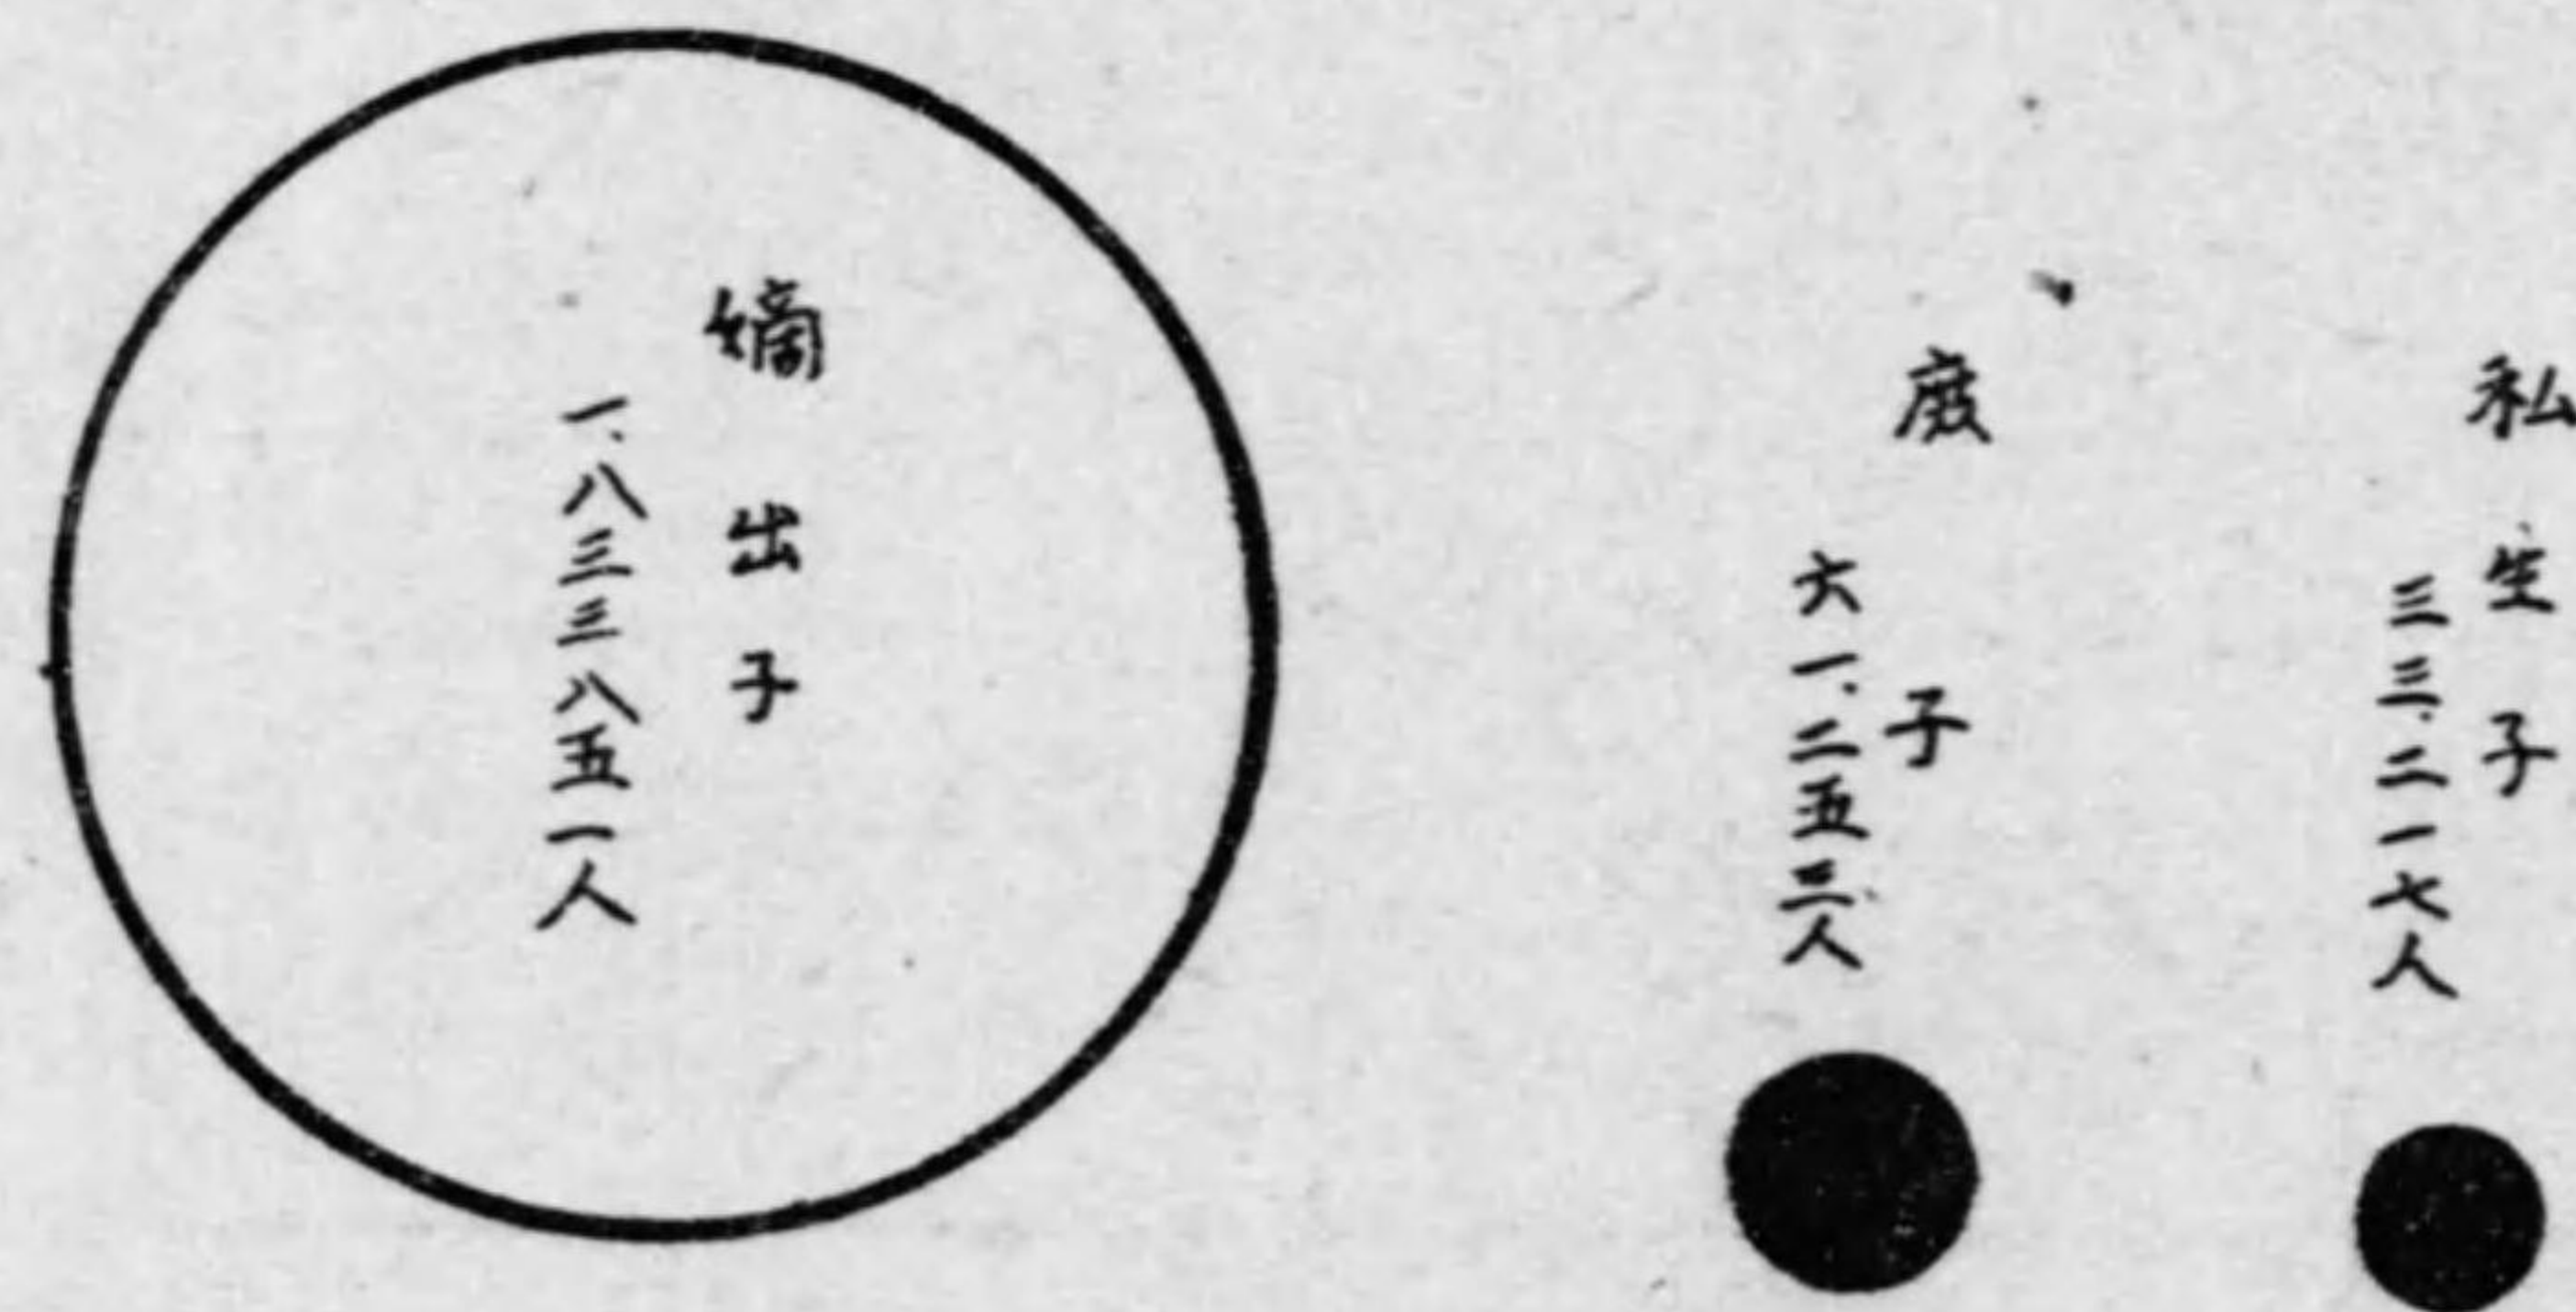 私生子
三三、二一七人
庶子
六一、二五三人
嫡出子
一、八三三八五一人